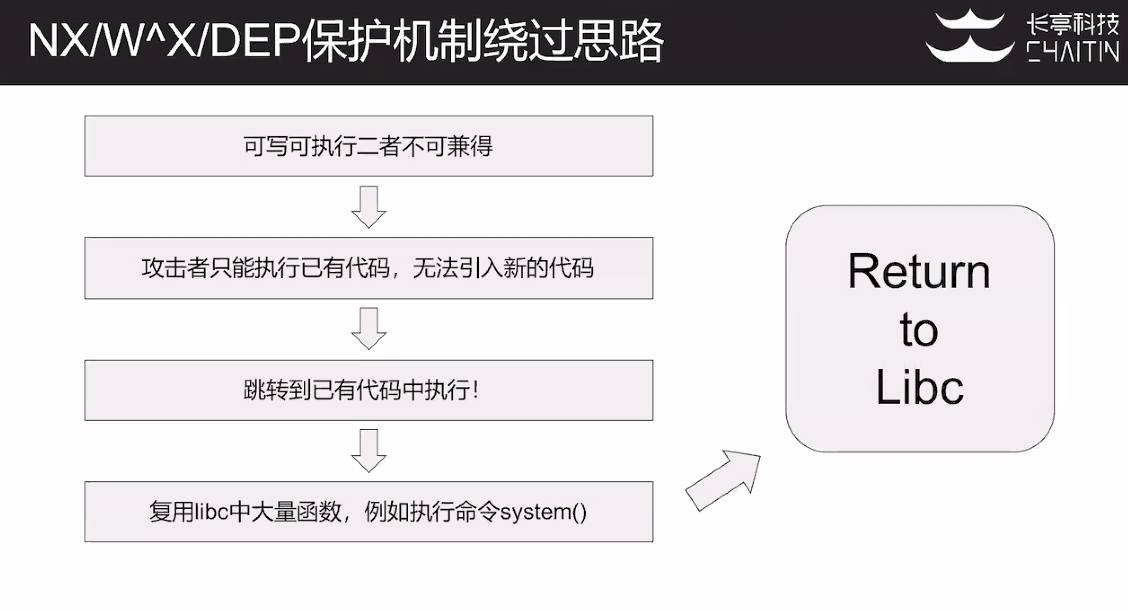 NX/W^X/DEP保护机制绕过思路
长亭科技
CHAITIN
可写可执行二者不可兼得
攻击者只能执行已有代码，无法引入新的代码
跳转到已有代码中执行！
复用libc中大量函数，例如执行命令system()
Return
to
Libc